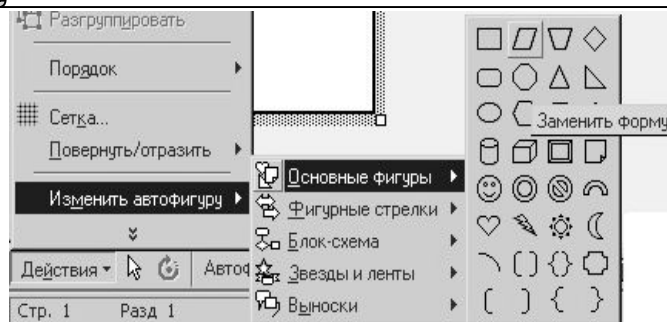 Разгруппировать
Порядок
Сетка...
Повернуть/отразить
Изменить автофигуру
Действия
Стр. 1 Разд 1
Основные фигуры
Фигурные стрелки
Блок-схема
Звезды и ленты
Выноски
Заменить форму